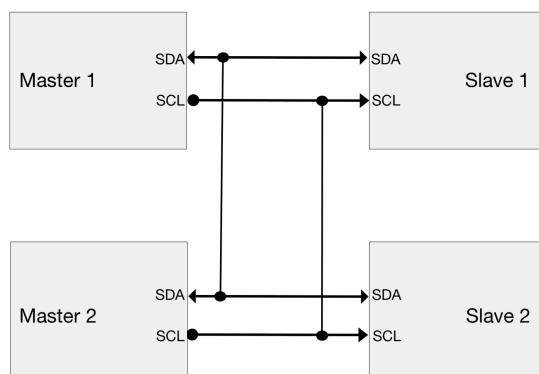 SDA
SDA
Master 1
Slave 1
SCL
SCL
SDA
SDA
Master 2
Slave 2
SCL
SCL